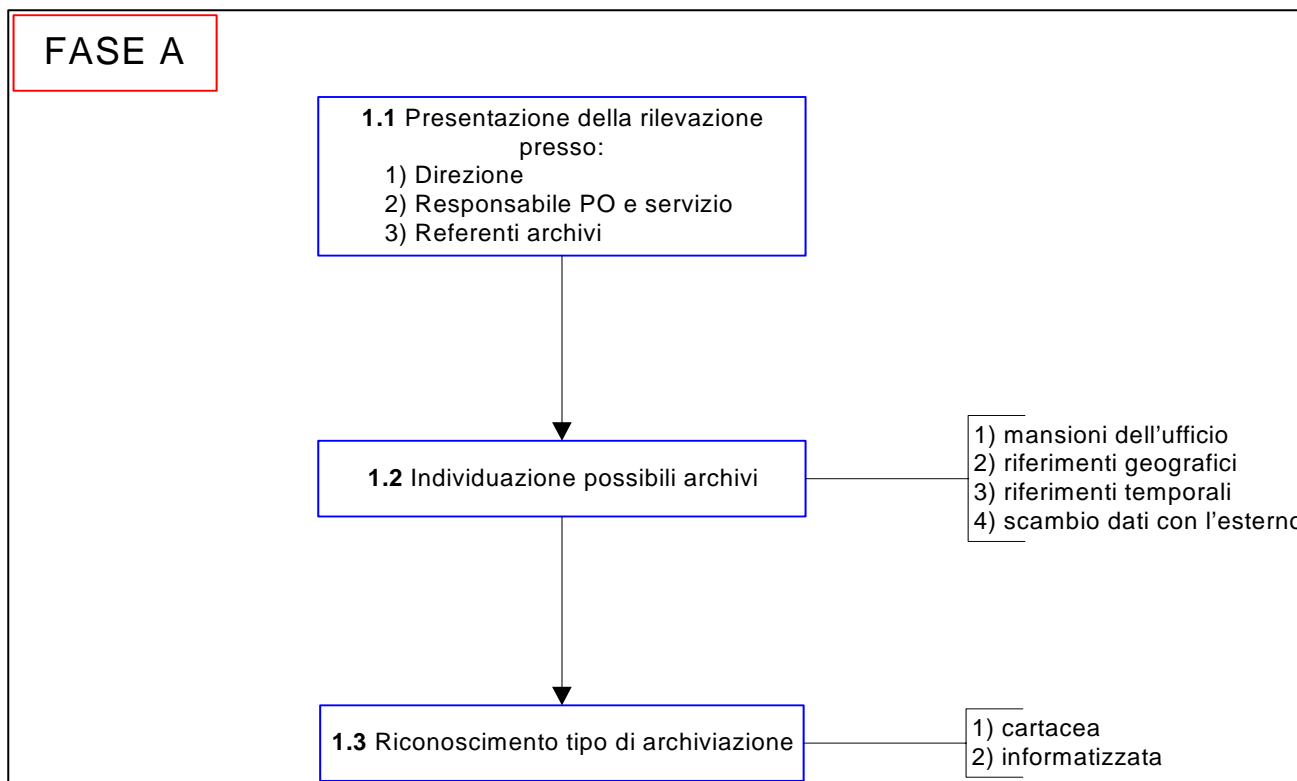 FASE A
1.1 Presentazione della rilevazione
presso:
1) Direzione
2) Responsabile PO e servizio
3) Referenti archivi
1.2 Individuazione possibili archivi
1) mansioni dell'ufficio
2) riferimenti geografici
3) riferimenti temporali
4) scambio dati con l'esterno
1.3 Riconoscimento tipo di archiviazione
1) cartacea
2) informatizzata